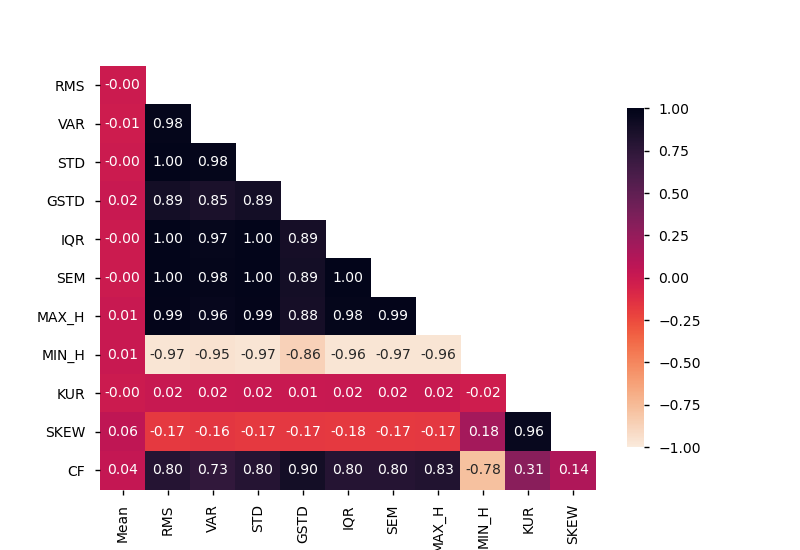 RMS -0.00
VAR -0.01 0.98
STD -0.00 1.00 0.98
GSTD 0.02 0.89 0.85 0.89
IQR -0.00 1.00 0.97 1.00 0.89
SEM -0.00 1.00 0.98 1.00 0.89 1.00
MAX_H 0.01 0.99 0.96 0.99 0.88 0.98 0.99
MIN_H 0.01 -0.97 -0.95 -0.97 -0.86 -0.96 -0.97 -0.96
KUR -0.00 0.02 0.02 0.02 0.01 0.02 0.02 0.02 -0.02
SKEW 0.06 -0.17 -0.16 -0.17 -0.17 -0.18 -0.17 -0.17 0.18 0.96
CF 0.04 0.80 0.73 0.80 0.90 0.80 0.80 0.83 -0.78 0.31 0.14
Mean RMS VAR STD GSTD IQR SEM MAX_H MIN_H KUR SKEW
1.00
0.75
0.50
0.25
0.00
−0.25
−0.50
−0.75
−1.00